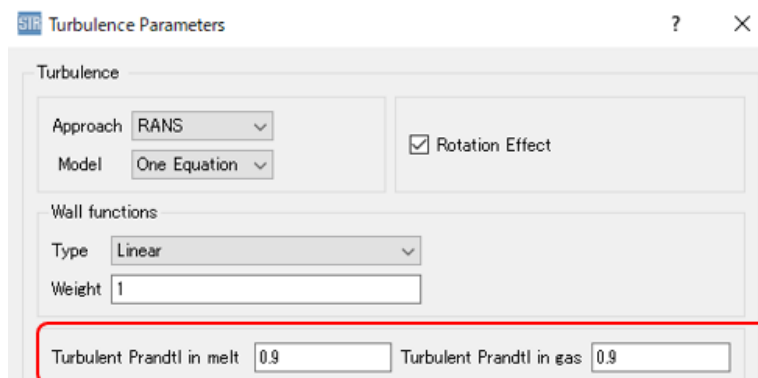 STR Turbulence Parameters ? ×
Turbulence
Approach RANS
Rotation Effect
Model One Equation
Wall functions
Type Linear
Weight 1
Turbulent Prandtl in melt 0.9 Turbulent Prandtl in gas 0.9